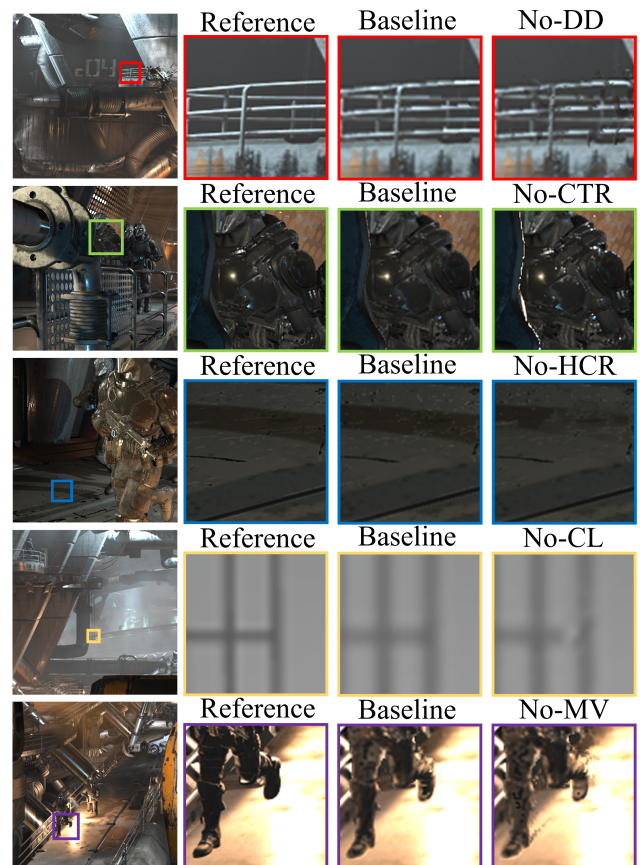 Reference Baseline No-DD
c04
Reference Baseline No-CTR
Reference Baseline No-HCR
Reference Baseline No-CL
Reference Baseline No-MV